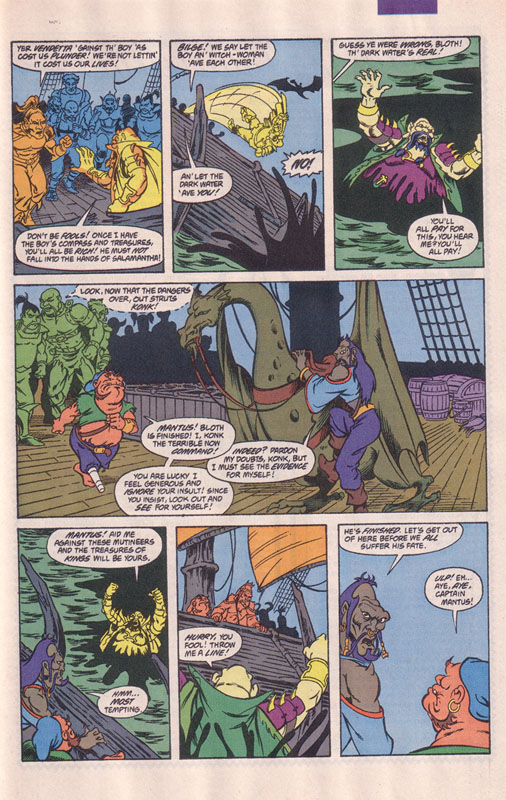 YER VENDETTA 'GAINST TH' BOY 'AS
COST US PLUNDER! WE'RE NOT LETTIN'
IT COST US OUR LIVES!
DON'T BE FOOLS! ONCE I HAVE
THE BOY'S COMPASS AND TREASURES,
YOU'LL ALL BE RICH! HE MUST NOT
FALL INTO THE HANDS OF SALAMANTHA!
BILGE! WE SAY LET THE
BOY AN' WITCH-WOMAN
'AVE EACH OTHER!
NO!
AN' LET THE
DARK WATER
'AVE YOU!
GUESS YE WERE WRONG, BLOTH!
TH' DARK WATER'S REAL!
YOU'LL
ALL PAY FOR
THIS, YOU HEAR
ME? YOU'LL
ALL PAY!
LOOK, NOW THAT THE DANGERS
OVER, OUT STRUTS
KONK!
MANTUS! BLOTH
IS FINISHED! I, KONK
THE TERRIBLE NOW
COMMAND!
INDEED? PARDON
MY DOUBTS, KONK, BUT
I MUST SEE THE EVIDENCE
FOR MYSELF!
YOU ARE LUCKY I
FEEL GENEROUS AND
IGNORE YOUR INSULT! SINCE
YOU INSIST, LOOK OUT AND
SEE FOR YOURSELF!
MANTUS! AID ME
AGAINST THESE MUTINEERS
AND THE TREASURES OF
KINGS WILL BE YOURS.
HMM...
MOST
TEMPTING.
HURRY, YOU
FOOL! THROW
ME A LINE!
HE'S FINISHED. LET'S GET OUT
OF HERE BEFORE WE ALL
SUFFER HIS FATE.
ULP! EH...
AYE, AYE,
CAPTAIN
MANTUS!